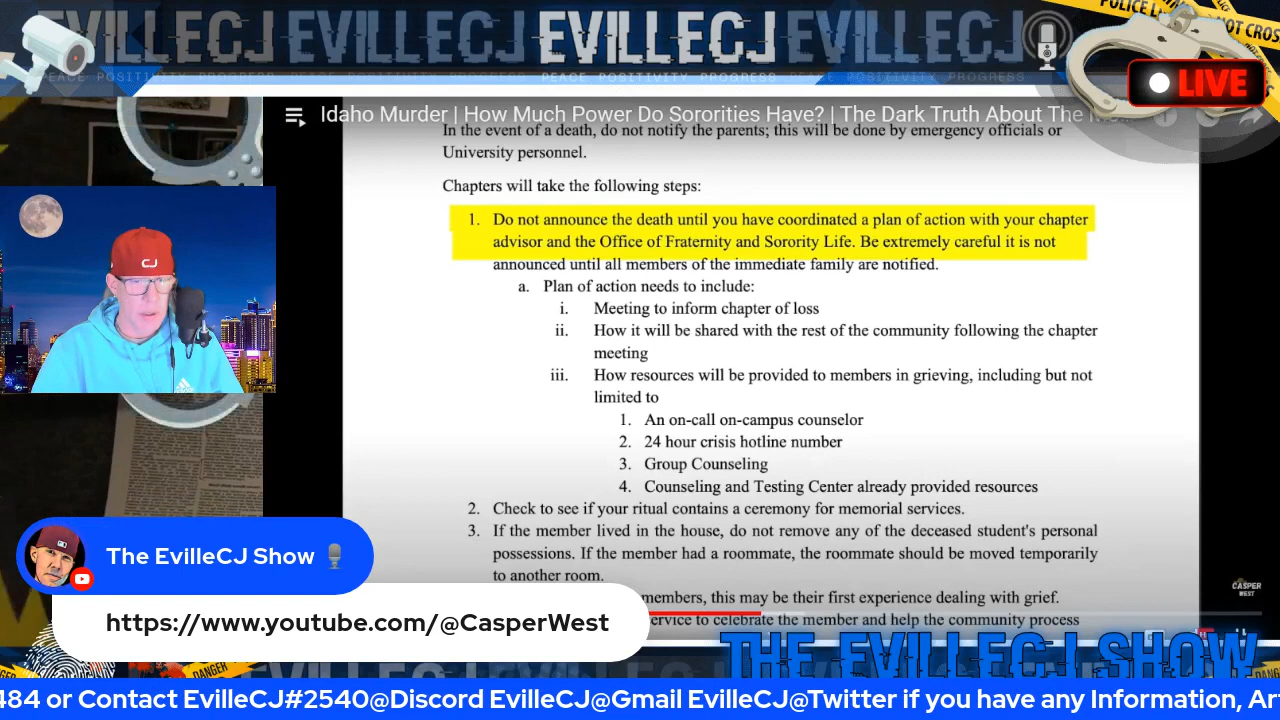 EVILLECJ EVILLECJ EVILLECJ EVILLECJ
PEACE POSITIVITY PROGRESS
POLICE L
NOT CROS
LIVE
Idaho Murder | How Much Power Do Sororities Have? | The Dark Truth About The
In the event of a death, do not notify the parents; this will be done by emergency officials or
University personnel.
Chapters will take the following steps:
1. Do not announce the death until you have coordinated a plan of action with your chapter
advisor and the Office of Fraternity and Sorority Life. Be extremely careful it is not
announced until all members of the immediate family are notified.
a. Plan of action needs to include:
i. Meeting to inform chapter of loss
ii. How it will be shared with the rest of the community following the chapter
meeting
iii. How resources will be provided to members in grieving, including but not
limited to
1. An on-call on-campus counselor
2. 24 hour crisis hotline number
3. Group Counseling
4. Counseling and Testing Center already provided resources
2. Check to see if your ritual contains a ceremony for memorial services.
3. If the member lived in the house, do not remove any of the deceased student's personal
possessions. If the member had a roommate, the roommate should be moved temporarily
to another room.
members, this may be their first experience dealing with grief.
ervice to celebrate the member and help the community process
CJ
adidas
CASPER
WEST
The EvilleCJ Show
https://www.youtube.com/@CasperWest
THE EVILLECJ SHOW
DANGER
484 or Contact EvilleCJ#2540@Discord EvilleCJ@Gmail EvilleCJ@Twitter if you have any Information, Ar